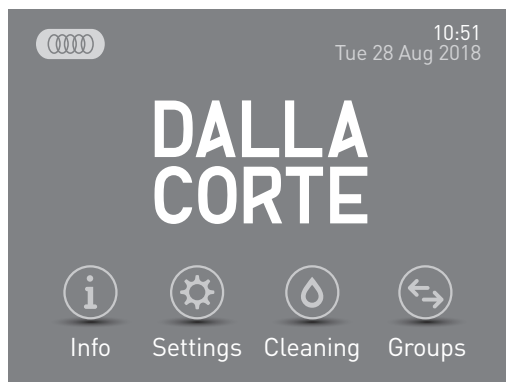 10:51
Tue 28 Aug 2018
DALLA
CORTE
Info
Settings
Cleaning
Groups